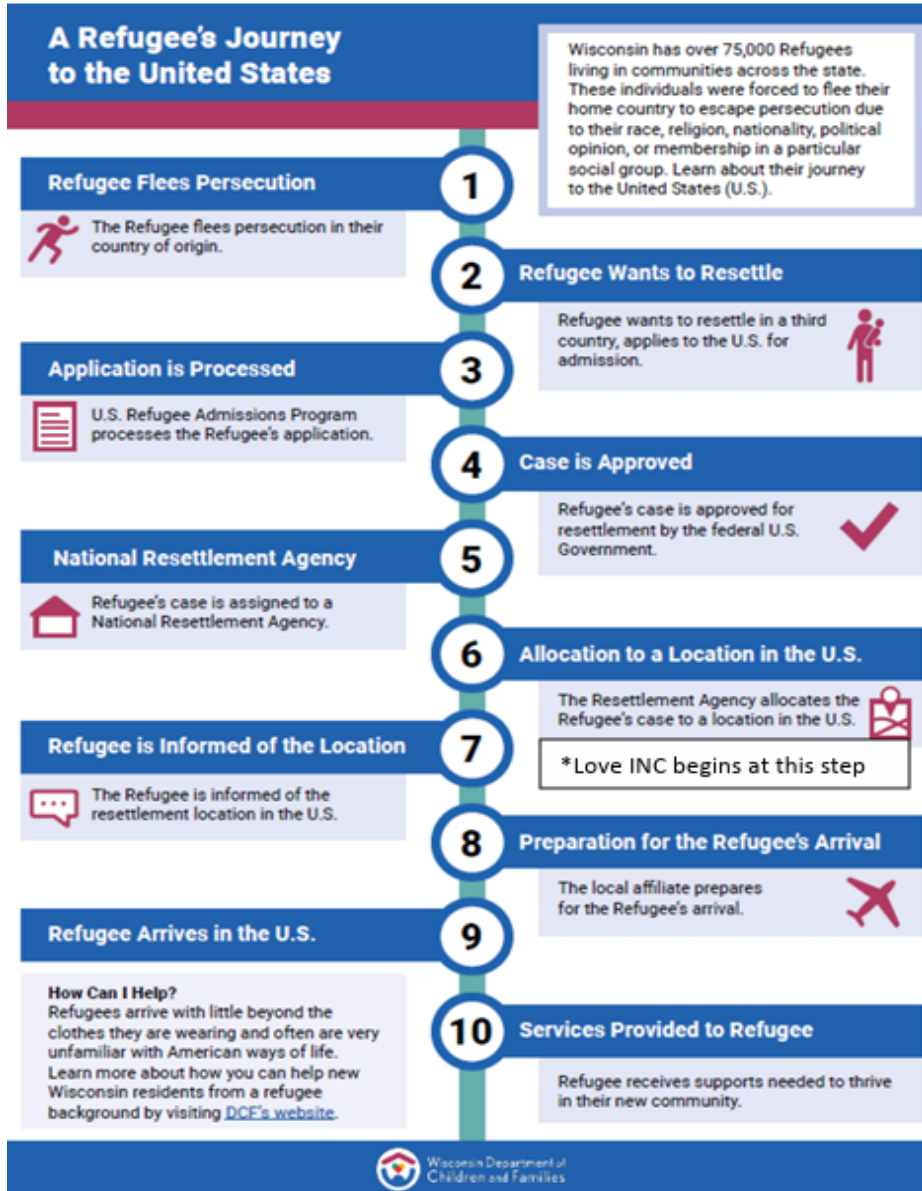 A Refugee's Journey
to the United States
Wisconsin has over 75,000 Refugees
living in communities across the state.
These individuals were forced to flee their
home country to escape persecution due
to their race, religion, nationality, political
opinion, or membership in a particular
social group. Learn about their journey
to the United States (U.S.).
Refugee Flees Persecution
1
The Refugee flees persecution in their
country of origin.
2
Refugee Wants to Resettle
Refugee wants to resettle in a third
country, applies to the U.S. for
admission.
Application is Processed
3
U.S. Refugee Admissions Program
processes the Refugee's application.
4
Case is Approved
Refugee's case is approved for
resettlement by the federal U.S.
Government.
National Resettlement Agency
5
Refugee's case is assigned to a
National Resettlement Agency.
6
Allocation to a Location in the U.S.
The Resettlement Agency allocates the
Refugee's case to a location in the U.S.
*Love INC begins at this step
Refugee is Informed of the Location
7
The Refugee is informed of the
resettlement location in the U.S.
8
Preparation for the Refugee's Arrival
The local affiliate prepares
for the Refugee's arrival.
Refugee Arrives in the U.S.
9
How Can I Help?
Refugees arrive with little beyond the
clothes they are wearing and often are very
unfamiliar with American ways of life.
Learn more about how you can help new
Wisconsin residents from a refugee
background by visiting DCF's website.
10
Services Provided to Refugee
Refugee receives supports needed to thrive
in their new community.
Wisconsin Department of
Children and Families